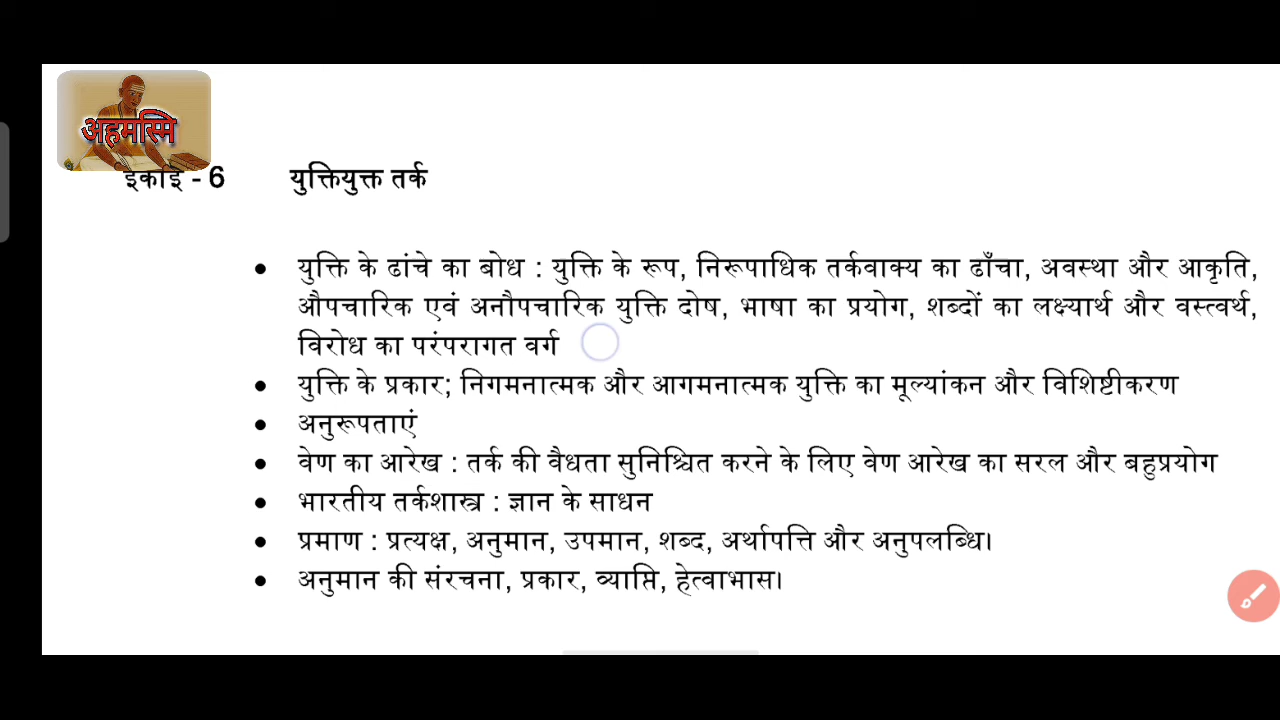 अहमस्मि
इकाई - 6 युक्तियुक्त तर्क
• युक्ति के ढांचे का बोध : युक्ति के रूप, निरूपाधिक तर्कवाक्य का ढाँचा, अवस्था और आकृति,
औपचारिक एवं अनौपचारिक युक्ति दोष, भाषा का प्रयोग, शब्दों का लक्ष्यार्थ और वस्त्वर्थ,
विरोध का परंपरागत वर्ग
• युक्ति के प्रकार; निगमनात्मक और आगमनात्मक युक्ति का मूल्यांकन और विशिष्टीकरण
• अनुरूपताएं
• वेण का आरेख : तर्क की वैधता सुनिश्चित करने के लिए वेण आरेख का सरल और बहुप्रयोग
• भारतीय तर्कशास्त्र : ज्ञान के साधन
• प्रमाण : प्रत्यक्ष, अनुमान, उपमान, शब्द, अर्थापत्ति और अनुपलब्धि।
• अनुमान की संरचना, प्रकार, व्याप्ति, हेत्वाभास।